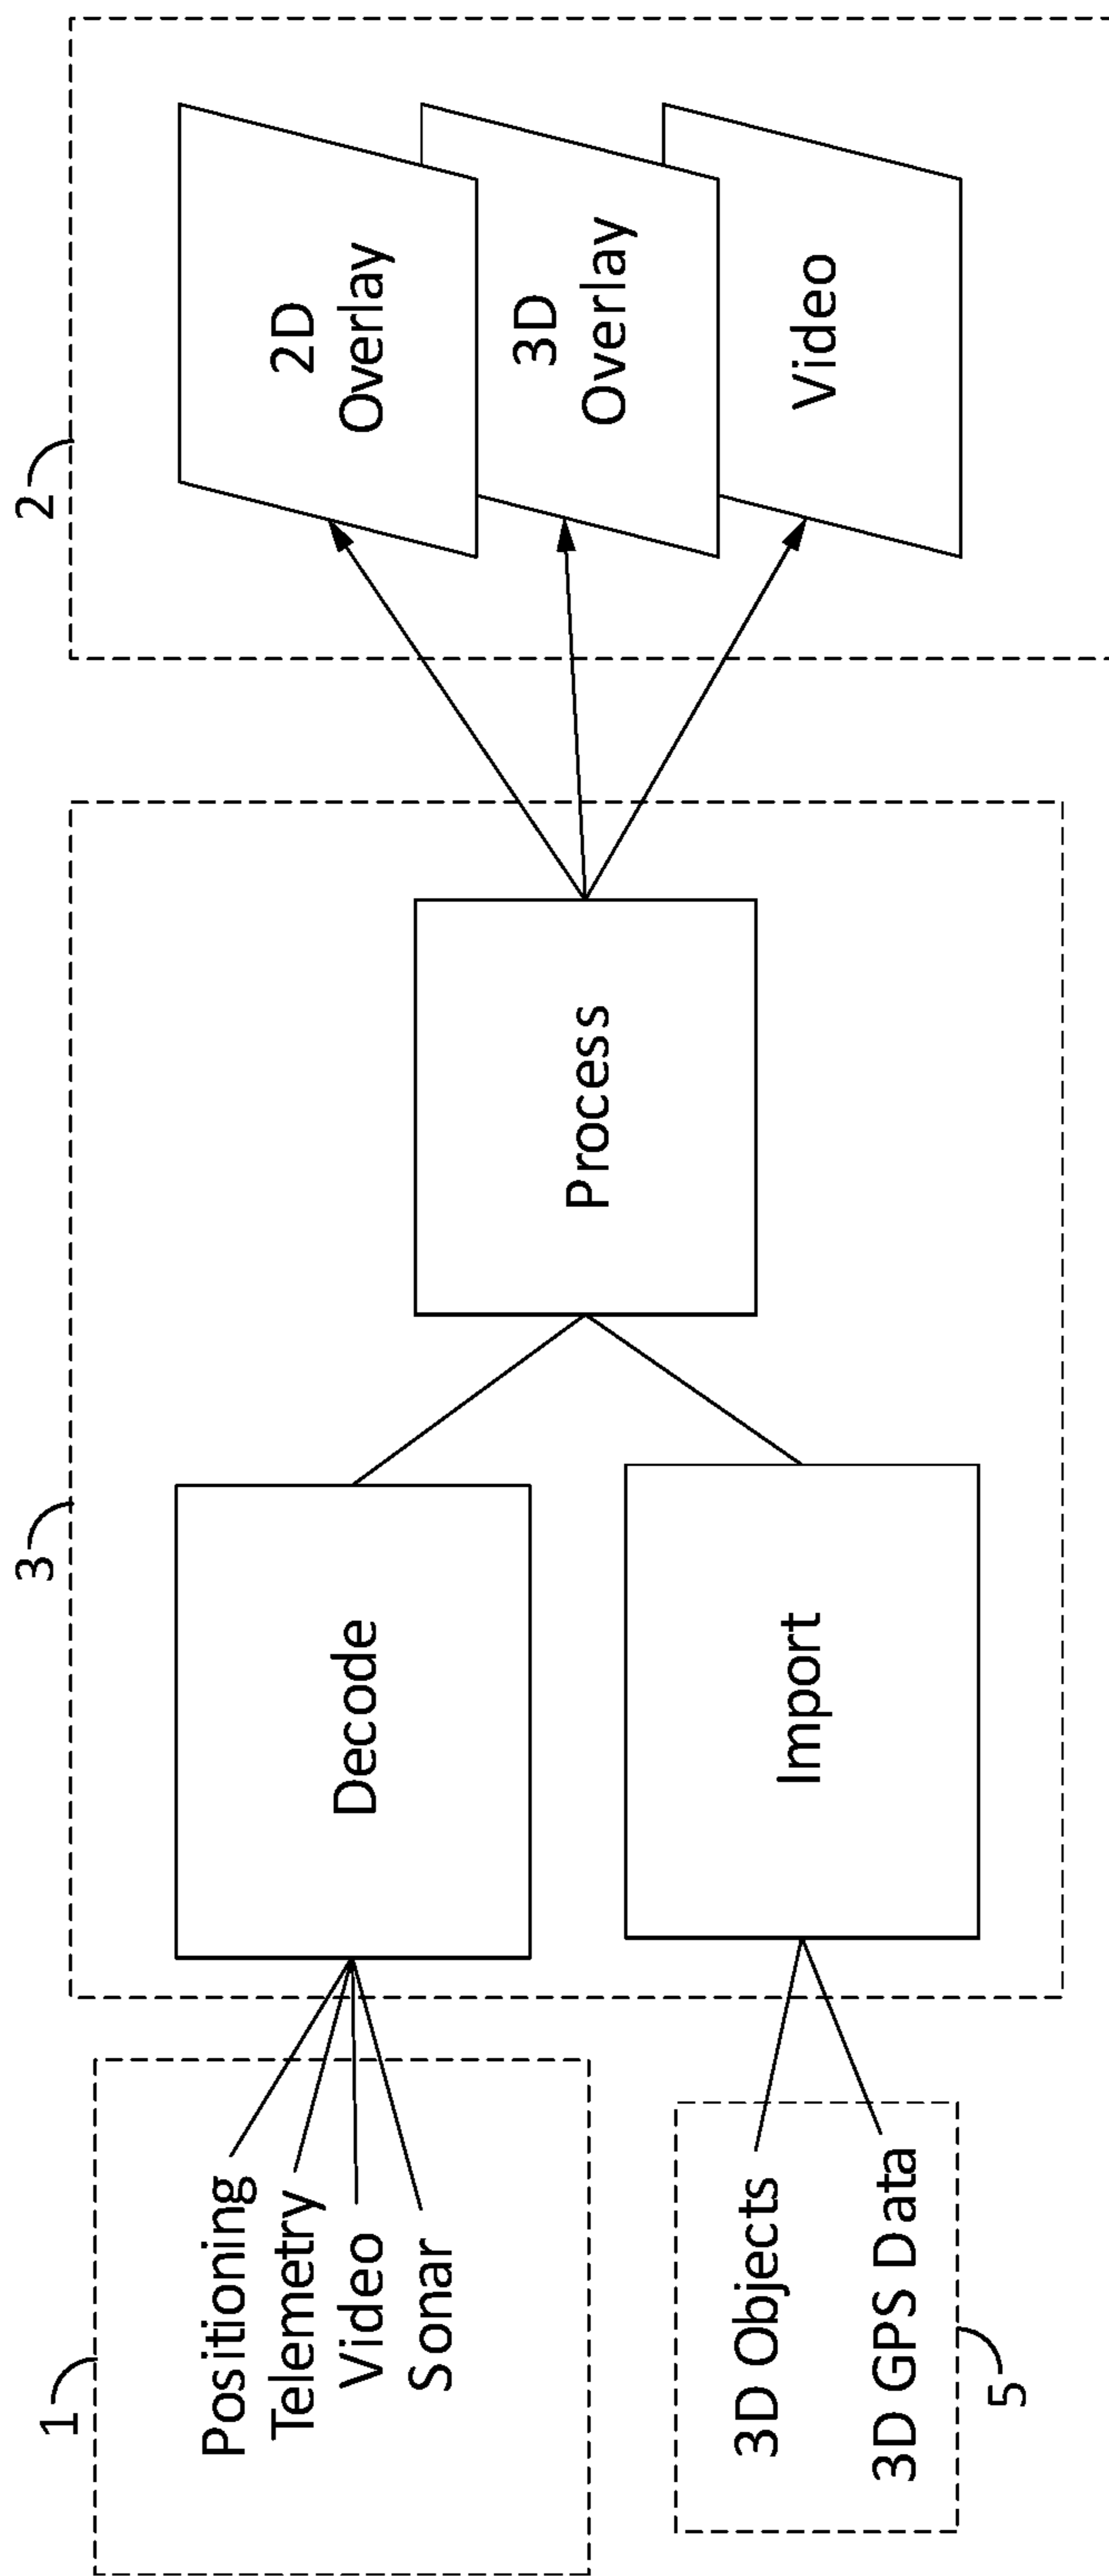 1
Positioning
Telemetry
Video
Sonar
3D Objects
3D GPS Data
5
3
Decode
Import
Process
2
2D
Overlay
3D
Overlay
Video